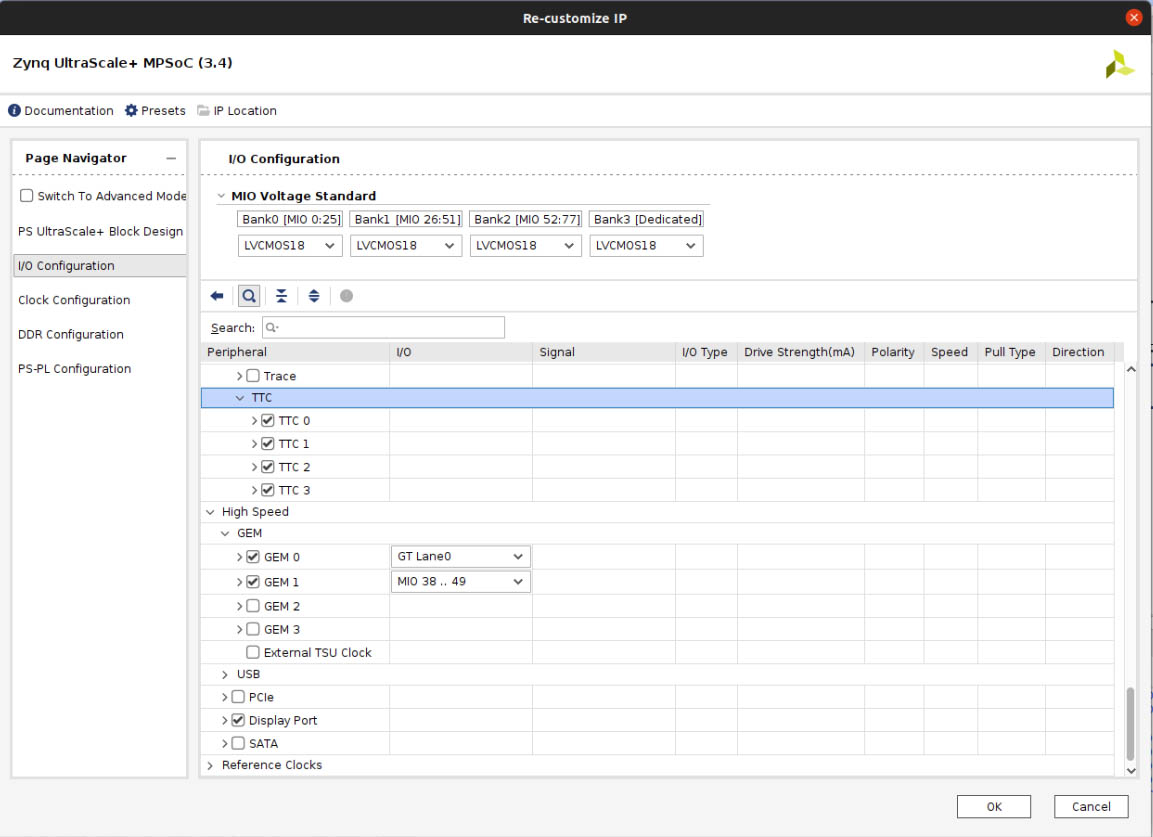 Re-customize IP
Zynq UltraScale+ MPSoC (3.4)
Documentation Presets IP Location
Page Navigator
Switch To Advanced Mode
PS UltraScale+ Block Design
I/O Configuration
Clock Configuration
DDR Configuration
PS-PL Configuration
I/O Configuration
MIO Voltage Standard
Bank0 [MIO 0:25] Bank1 [MIO 26:51] Bank2 [MIO 52:77] Bank3 [Dedicated]
LVCMOS18 LVCMOS18 LVCMOS18 LVCMOS18
Search:
Peripheral I/O Signal I/O Type Drive Strength(mA) Polarity Speed Pull Type Direction
Trace
TTC
TTC 0
TTC 1
TTC 2
TTC 3
High Speed
GEM
GEM 0 GT Lane0
GEM 1 MIO 38 .. 49
GEM 2
GEM 3
External TSU Clock
USB
PCIe
Display Port
SATA
Reference Clocks
OK Cancel